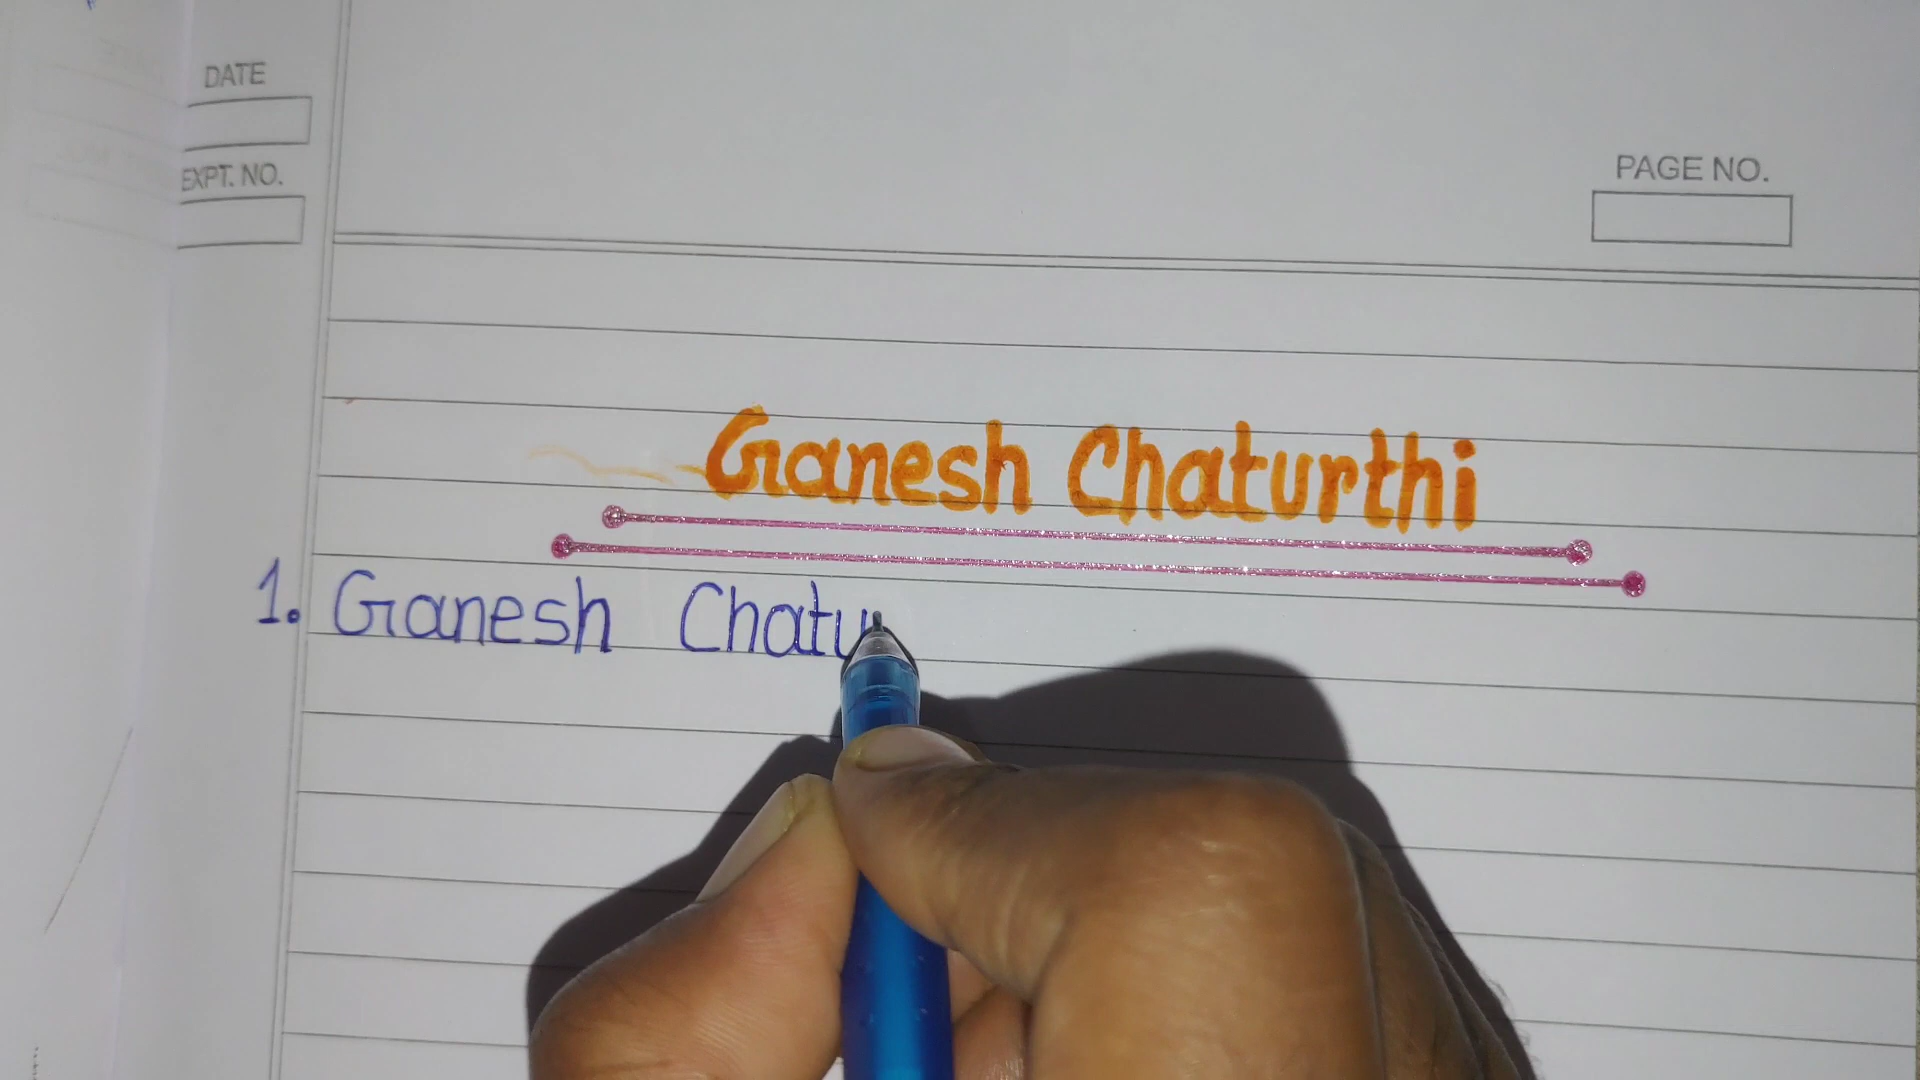 DATE
EXPT. NO.
PAGE NO.
Ganesh Chaturthi
1. Ganesh Chatu